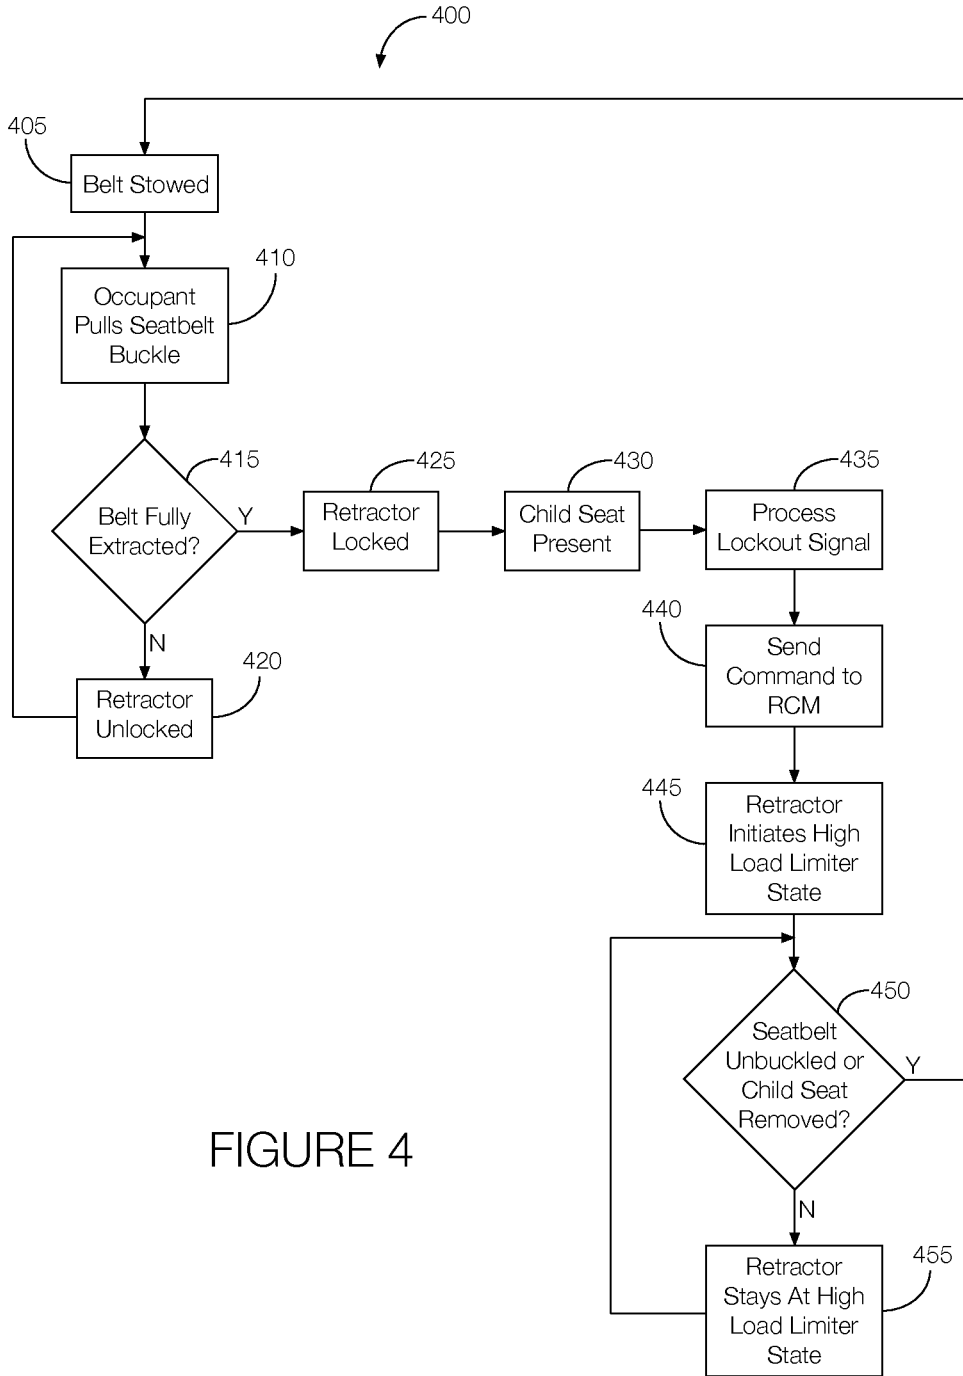 400
405
Belt Stowed
410
Occupant
Pulls Seatbelt
Buckle
415
Belt Fully
Extracted?
Y
N
420
Retractor
Unlocked
425
Retractor
Locked
430
Child Seat
Present
435
Process
Lockout Signal
440
Send
Command to
RCM
445
Retractor
Initiates High
Load Limiter
State
450
Seatbelt
Unbuckled or
Child Seat
Removed?
Y
N
455
Retractor
Stays At High
Load Limiter
State
FIGURE 4